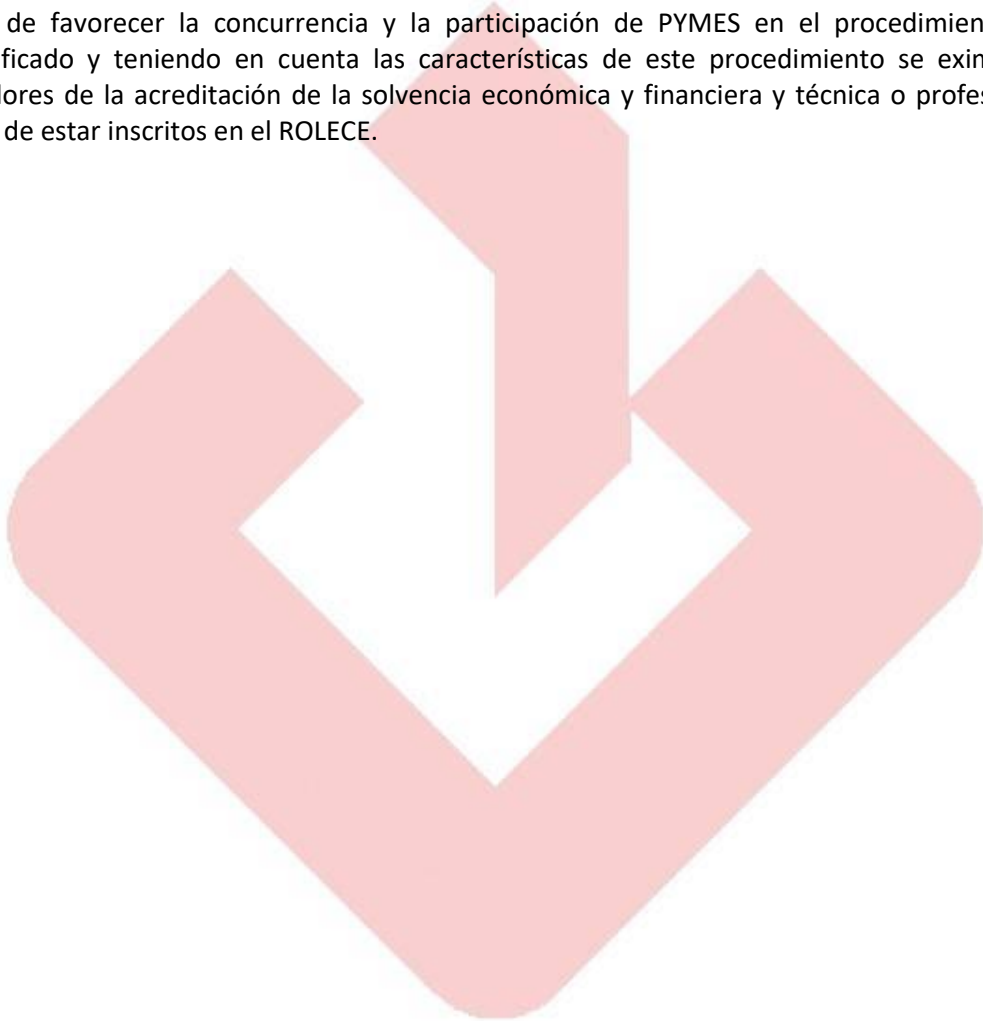 de favorecer la concurrencia y la participación de PYMES en el procedimien
ficado y teniendo en cuenta las características de este procedimiento se exin
lores de la acreditación de la solvencia económica y financiera y técnica o profes
de estar inscritos en el ROLECE.